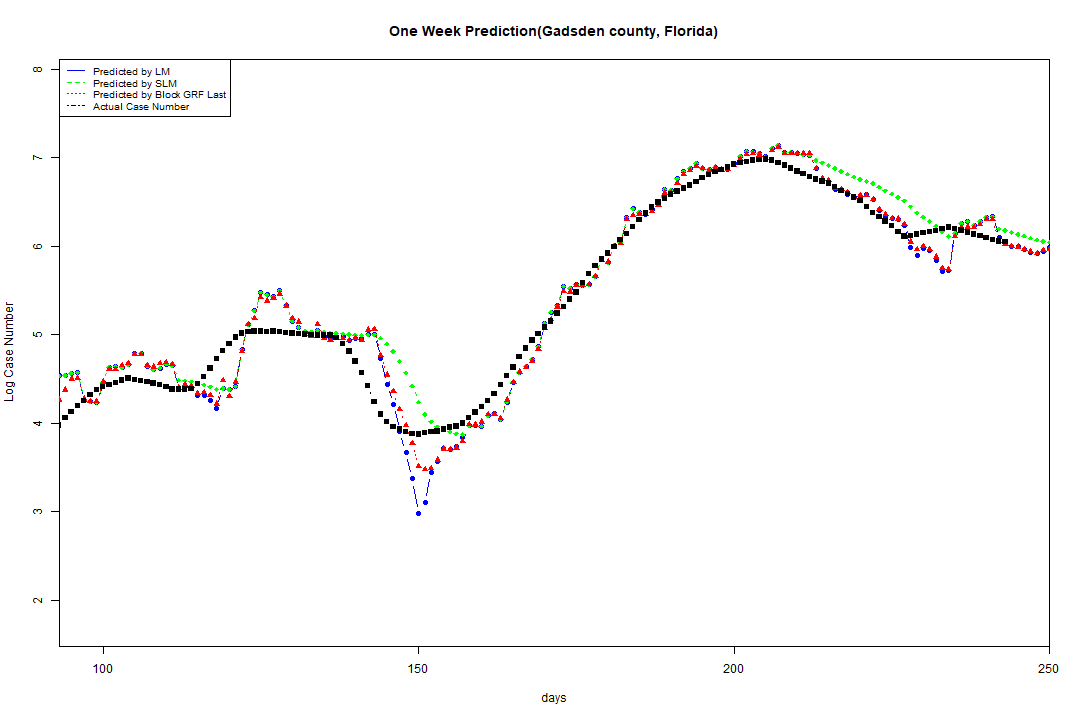 One Week Prediction(Gadsden county, Florida)
Predicted by LM
Predicted by SLM
Predicted by Block GRF Last
Actual Case Number
8
7
6
5
4
3
2
Log Case Number
100 150 200 250
days